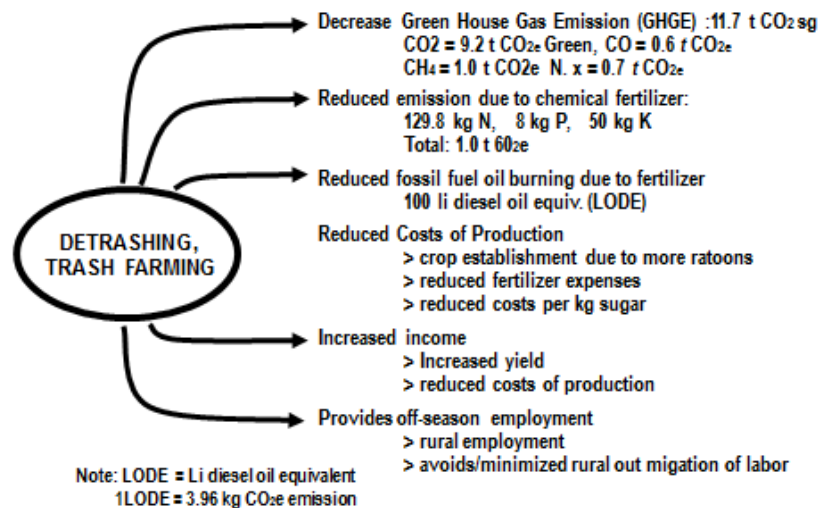 Decrease Green House Gas Emission (GHGE) :11.7 t CO2 sg
CO2 = 9.2 t CO2e Green, CO = 0.6 t CO2e
CH4 = 1.0 t CO2e N. x = 0.7 t CO2e
Reduced emission due to chemical fertilizer:
129.8 kg N, 8 kg P, 50 kg K
Total: 1.0 t 602e
Reduced fossil fuel oil burning due to fertilizer
100 li diesel oil equiv. (LODE)
DETRASHING,
TRASH FARMING
Reduced Costs of Production
> crop establishment due to more ratoons
> reduced fertilizer expenses
> reduced costs per kg sugar
Increased income
> Increased yield
> reduced costs of production
Provides off-season employment
> rural employment
> avoids/minimized rural out migation of labor
Note: LODE = Li diesel oil equivalent
1LODE = 3.96 kg CO2e emission